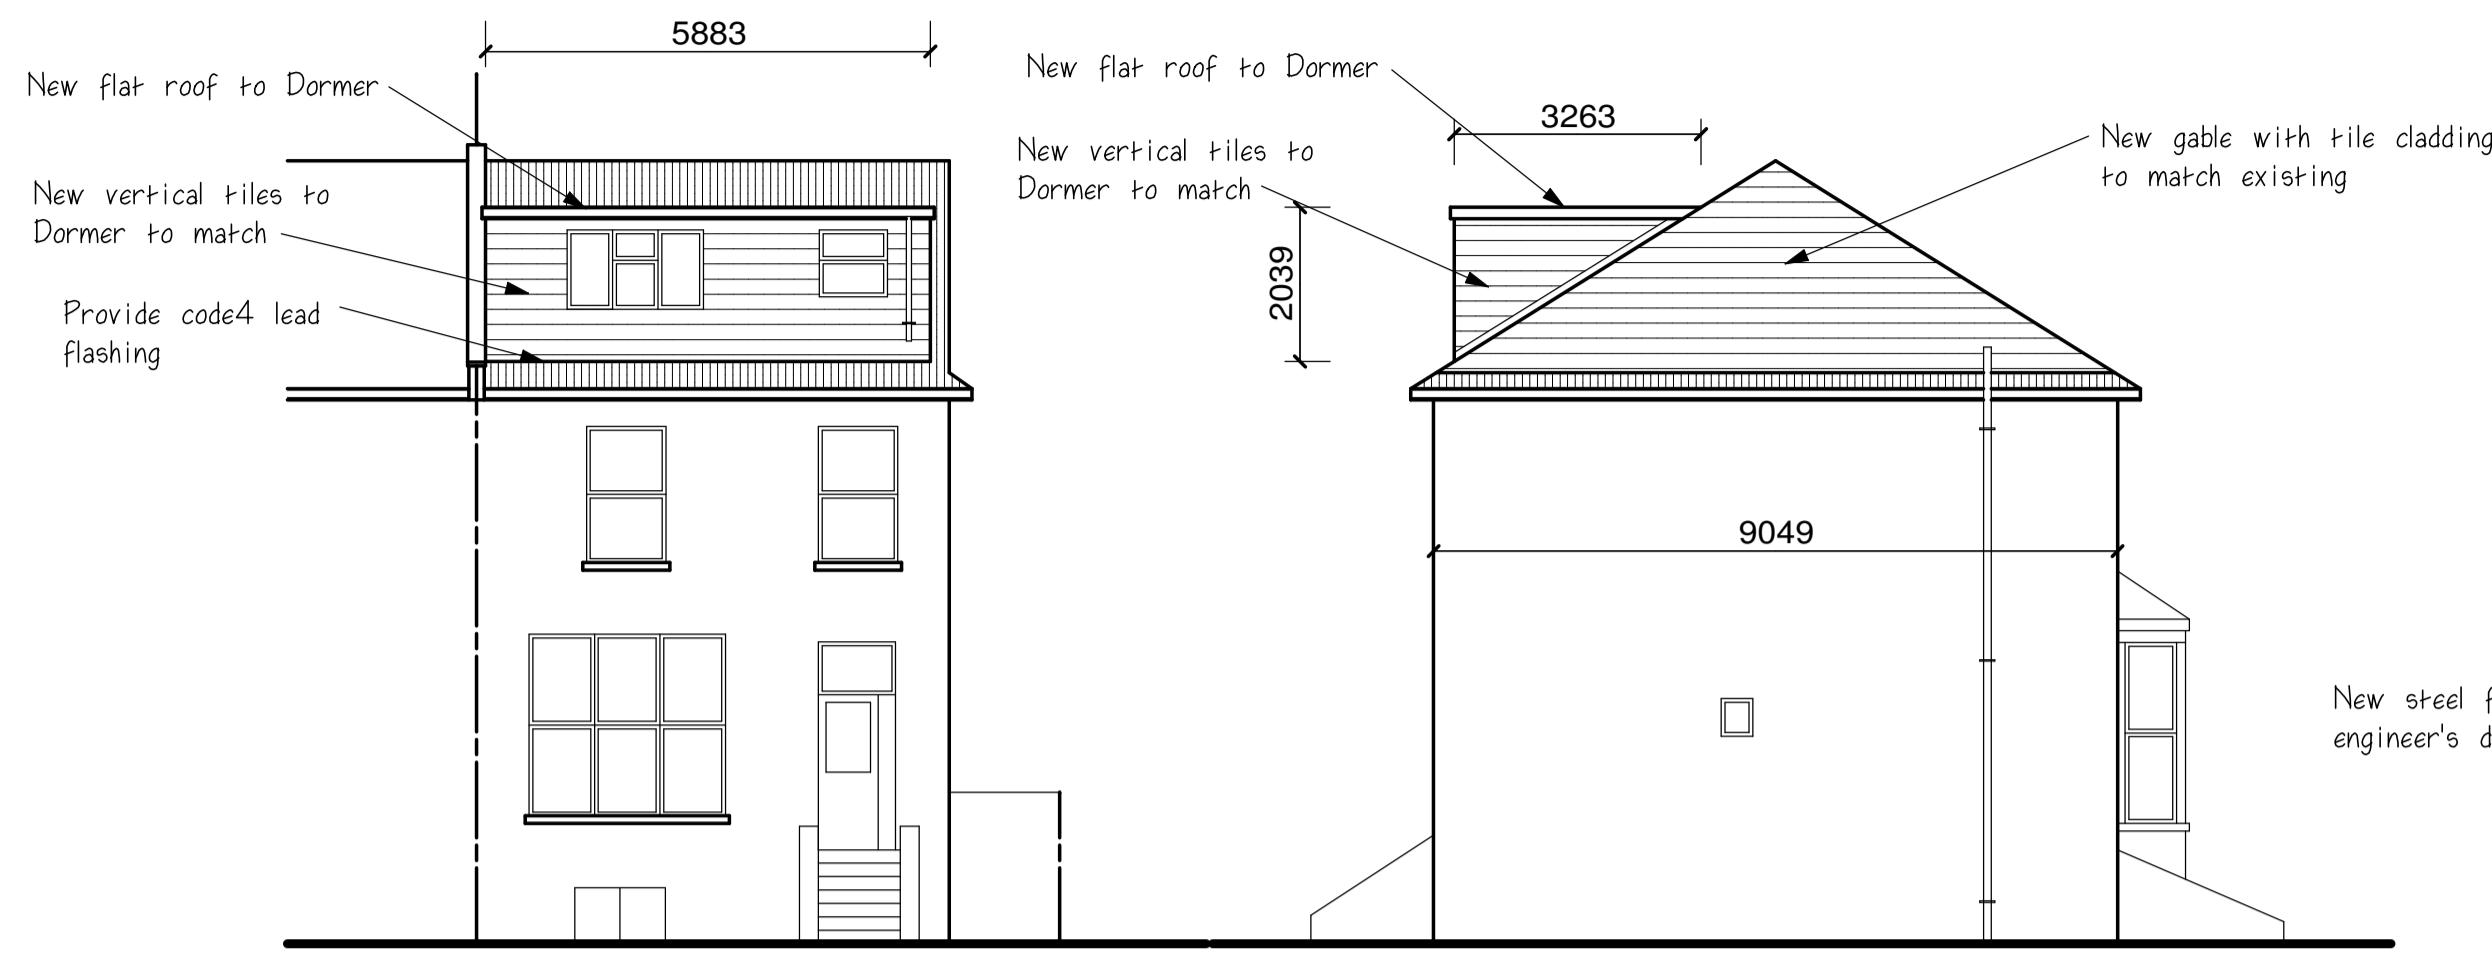 5883
New flat roof to Dormer
New vertical tiles to
Dormer to match
Provide code4 lead
flashing
New flat roof to Dormer
New vertical tiles to
Dormer to match
3263
2039
New gable with tile cladding
to match existing
9049
New steel f
engineer's d